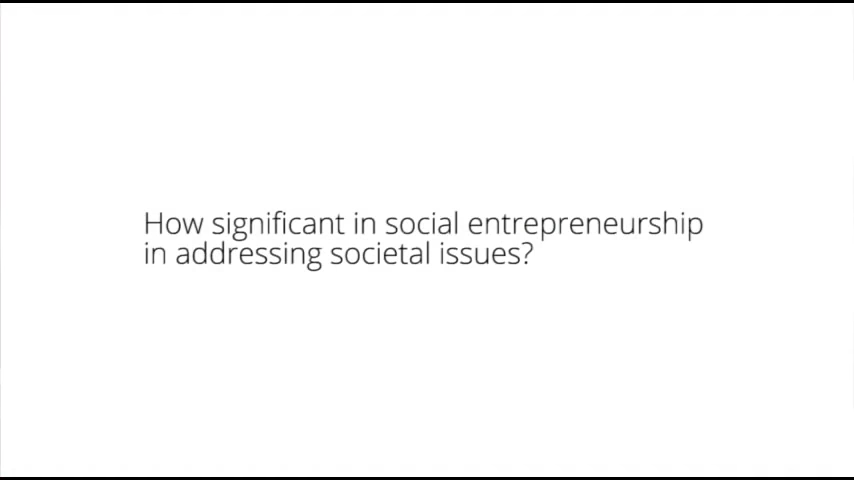 How significant in social entrepreneurship
in addressing societal issues?